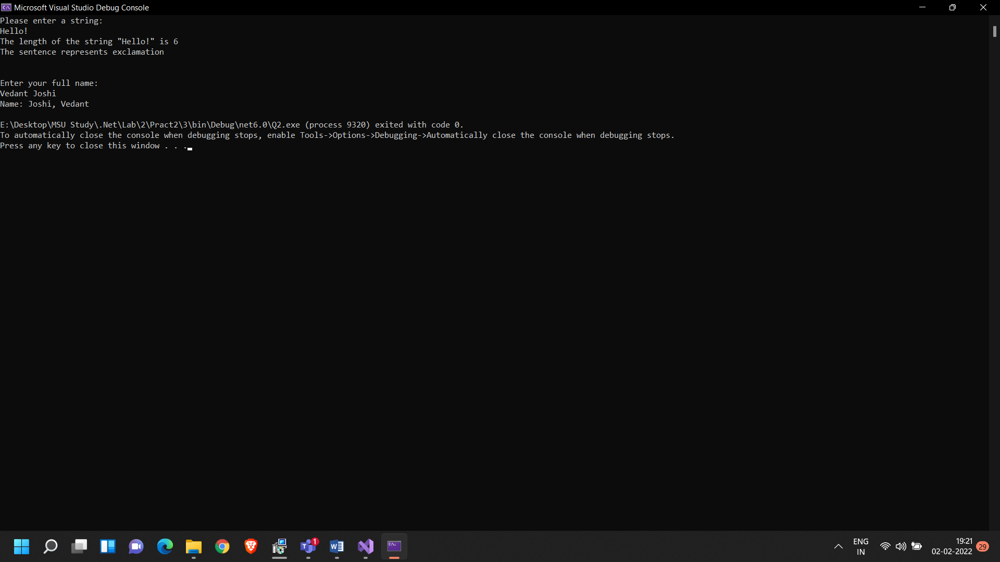 Microsoft Visual Studio Debug Console
Please enter a string:
Hello!
The length of the string "Hello!" is 6
The sentence represents exclamation
Enter your full name:
Vedant Joshi
Name: Joshi, Vedant
E:\Desktop\MSU Study\.Net\Lab\2\Pract2\3\bin\Debug\net6.0\Q2.exe (process 9320) exited with code 0.
To automatically close the console when debugging stops, enable Tools->Options->Debugging->Automatically close the console when debugging stops.
Press any key to close this window . . .
1
ENG
IN
19:21
02-02-2022
29